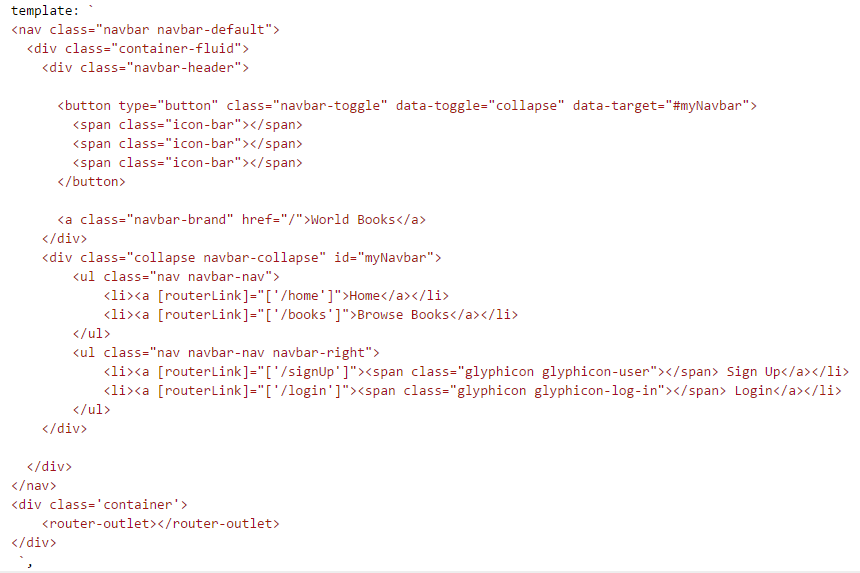 template: `
<nav class="navbar navbar-default">
  <div class="container-fluid">
    <div class="navbar-header">

      <button type="button" class="navbar-toggle" data-toggle="collapse" data-target="#myNavbar">
        <span class="icon-bar"></span>
        <span class="icon-bar"></span>
        <span class="icon-bar"></span>
      </button>

      <a class="navbar-brand" href="/">World Books</a>
    </div>
    <div class="collapse navbar-collapse" id="myNavbar">
        <ul class="nav navbar-nav">
            <li><a [routerLink]="['/home']">Home</a></li>
            <li><a [routerLink]="['/books']">Browse Books</a></li>
        </ul>
        <ul class="nav navbar-nav navbar-right">
            <li><a [routerLink]="['/signUp']"><span class="glyphicon glyphicon-user"></span> Sign Up</a></li>
            <li><a [routerLink]="['/login']"><span class="glyphicon glyphicon-log-in"></span> Login</a></li>
        </ul>
    </div>

  </div>
</nav>
<div class='container'>
    <router-outlet></router-outlet>
</div>
 `,